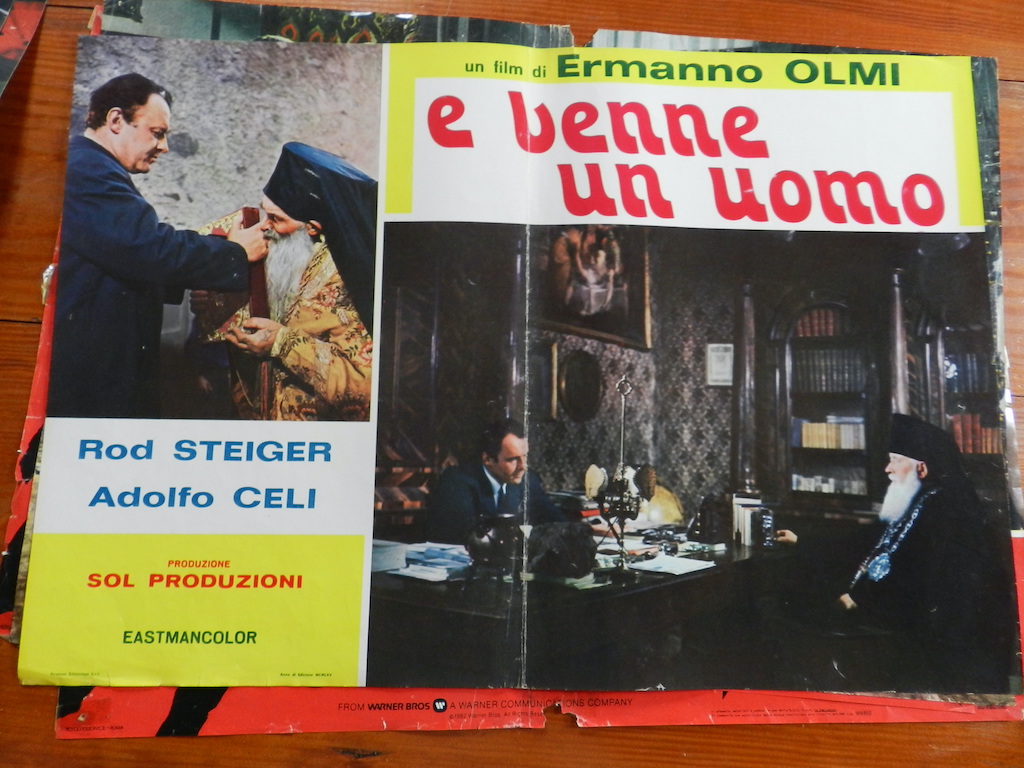 un film di Ermanno OLMI
e venne
un uomo
Rod STEIGER
Adolfo CELI
PRODUZIONE
SOL PRODUZIONI
EASTMANCOLOR
FROM WARNER BROS A WARNER COMMUNICATIONS COMPANY